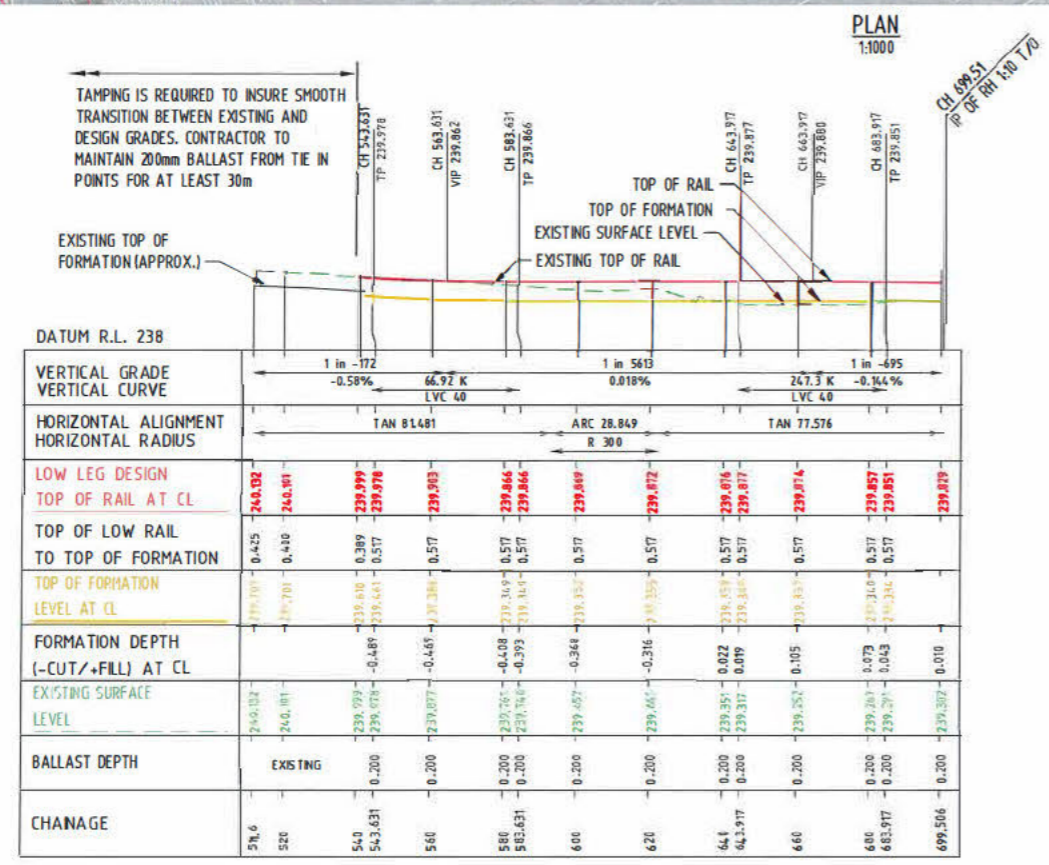 PLAN
1:1000
CH 699.51
IP OF RH 1:10 T/O
TAMPING IS REQUIRED TO INSURE SMOOTH
TRANSITION BETWEEN EXISTING AND
DESIGN GRADES. CONTRACTOR TO
MAINTAIN 200mm BALLAST FROM TIE IN
POINTS FOR AT LEAST 30m
CH 543.631
TP 239.978
CH 563.631
VIP 239.862
CH 583.631
TP 239.866
CH 643.917
TP 239.877
CH 663.917
VIP 239.880
CH 683.917
TP 239.851
TOP OF RAIL
TOP OF FORMATION
EXISTING SURFACE LEVEL
EXISTING TOP OF RAIL
EXISTING TOP OF
FORMATION (APPROX.)
DATUM R.L. 238
VERTICAL GRADE
VERTICAL CURVE
1 in -172 1 in 5613 1 in -695
-0.58% 66.92 K 0.018% 247.3 K -0.144%
LVC 40 LVC 40
HORIZONTAL ALIGNMENT
HORIZONTAL RADIUS
TAN 81.481 ARC 28.849 TAN 77.576
R 300
LOW LEG DESIGN
TOP OF RAIL AT CL
240.132 240.101 239.999 239.978 239.903 239.866 239.866 239.869 239.872 239.876 239.877 239.874 239.857 239.851 239.829
TOP OF LOW RAIL
TO TOP OF FORMATION
0.425 0.400 0.389 0.517 0.517 0.517 0.517 0.517 0.517 0.517 0.517 0.517 0.517 0.517
TOP OF FORMATION
LEVEL AT CL
239.610 239.461 239.349 239.349 239.352
FORMATION DEPTH
(-CUT/+FILL) AT CL
-0.489 -0.469 -0.408 -0.393 -0.368 -0.316 0.022 0.019 0.105 0.073 0.043 0.010
EXISTING SURFACE
LEVEL
240.132 240.101 239.999 239.978 239.877 239.657 239.351 239.317 239.252 239.267 239.302
BALLAST DEPTH
EXISTING 0.200 0.200 0.200 0.200 0.200 0.200 0.200 0.200 0.200 0.200 0.200 0.200
CHAINAGE
511.6 520 540 543.631 560 580 583.631 600 620 640 643.917 660 680 683.917 699.506